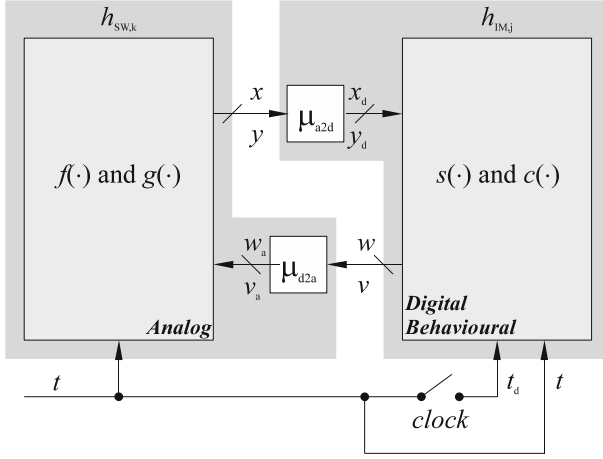 h_SW,k
h_IM,j
x
y
μ_a2d
x_d
y_d
f(·) and g(·)
s(·) and c(·)
w_a
v_a
μ_d2a
w
v
Analog
Digital
Behavioural
t
clock
t_d
t